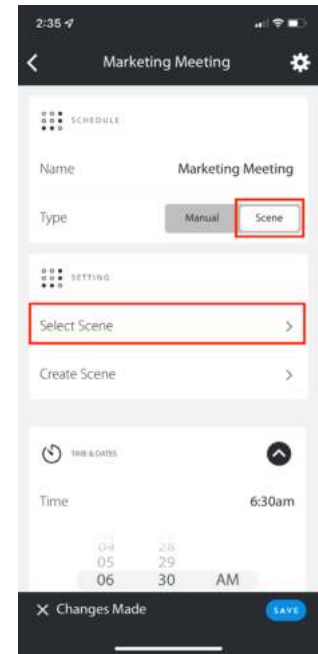 2:35
Marketing Meeting
SCHEDULE
Name Marketing Meeting
Type Manual Scene
SETTING
Select Scene
Create Scene
TIME & DATES
Time 6:30am
04 28
05 29
06 30 AM
Changes Made SAVE